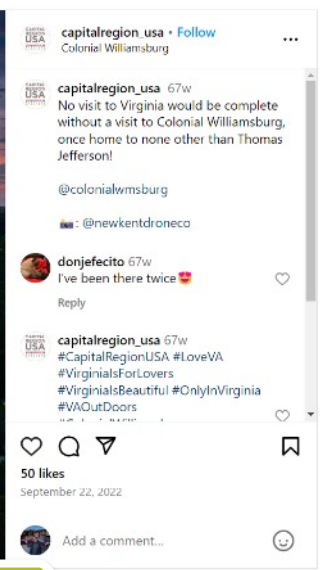 capitalregion_usa • Follow
Colonial Williamsburg
capitalregion_usa 67w
No visit to Virginia would be complete
without a visit to Colonial Williamsburg,
once home to none other than Thomas
Jefferson!
@colonialwmsburg
📸: @newkentdroneco
donjefecito 67w
I've been there twice😍
Reply
capitalregion_usa 67w
#CapitalRegionUSA #LoveVA
#VirginiaIsForLovers
#VirginiaIsBeautiful #OnlyInVirginia
#VAOutDoors
50 likes
September 22, 2022
Add a comment...